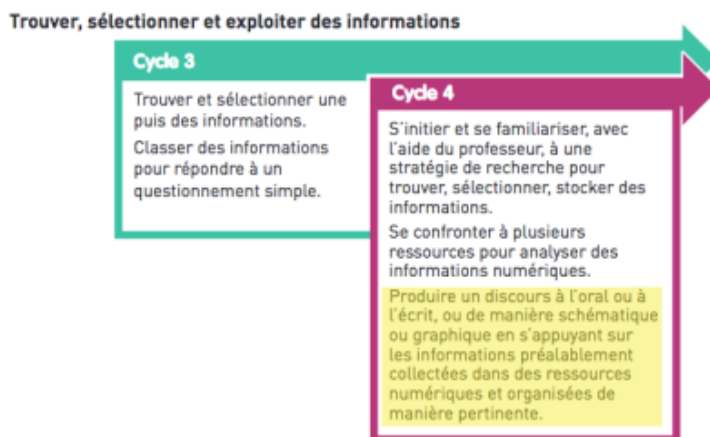 Trouver, sélectionner et exploiter des informations
Cycle 3
Trouver et sélectionner une
puis des informations.
Classer des informations
pour répondre à un
questionnement simple.
Cycle 4
S'initier et se familiariser, avec
l'aide du professeur, à une
stratégie de recherche pour
trouver, sélectionner, stocker des
informations.
Se confronter à plusieurs
ressources pour analyser des
informations numériques.
Produire un discours à l'oral ou à
l'écrit, ou de manière schématique
ou graphique en s'appuyant sur
les informations préalablement
collectées dans des ressources
numériques et organisées de
manière pertinente.